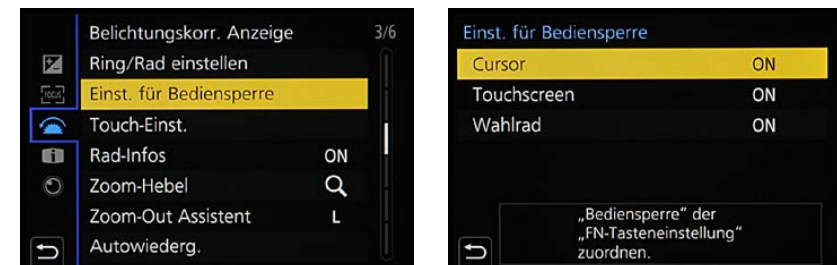 Belichtungskorr. Anzeige 3/6
Ring/Rad einstellen
FOCUS
Einst. für Bediensperre
Touch-Einst.
Rad-Infos ON
Zoom-Hebel
Zoom-Out Assistent L
Autowiederg.
Einst. für Bediensperre
Cursor ON
Touchscreen ON
Wahlrad ON
„Bediensperre“ der
„FN-Tasteneinstellung“
zuordnen.